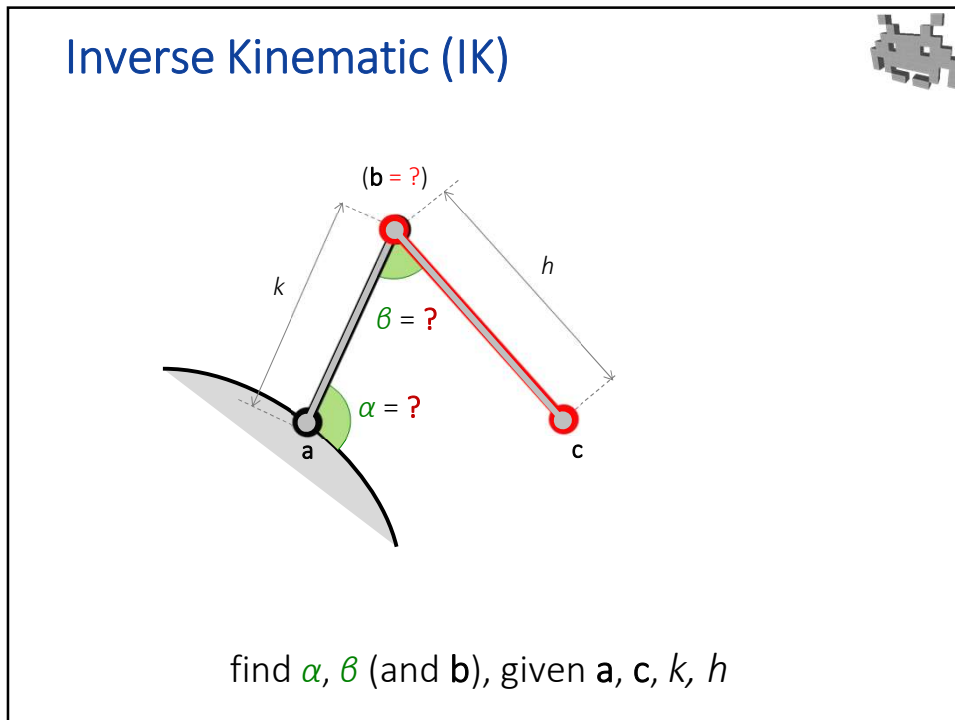 Inverse Kinematic (IK)
(b = ?)
k
h
β = ?
α = ?
a
c
find α, β (and b), given a, c, k, h